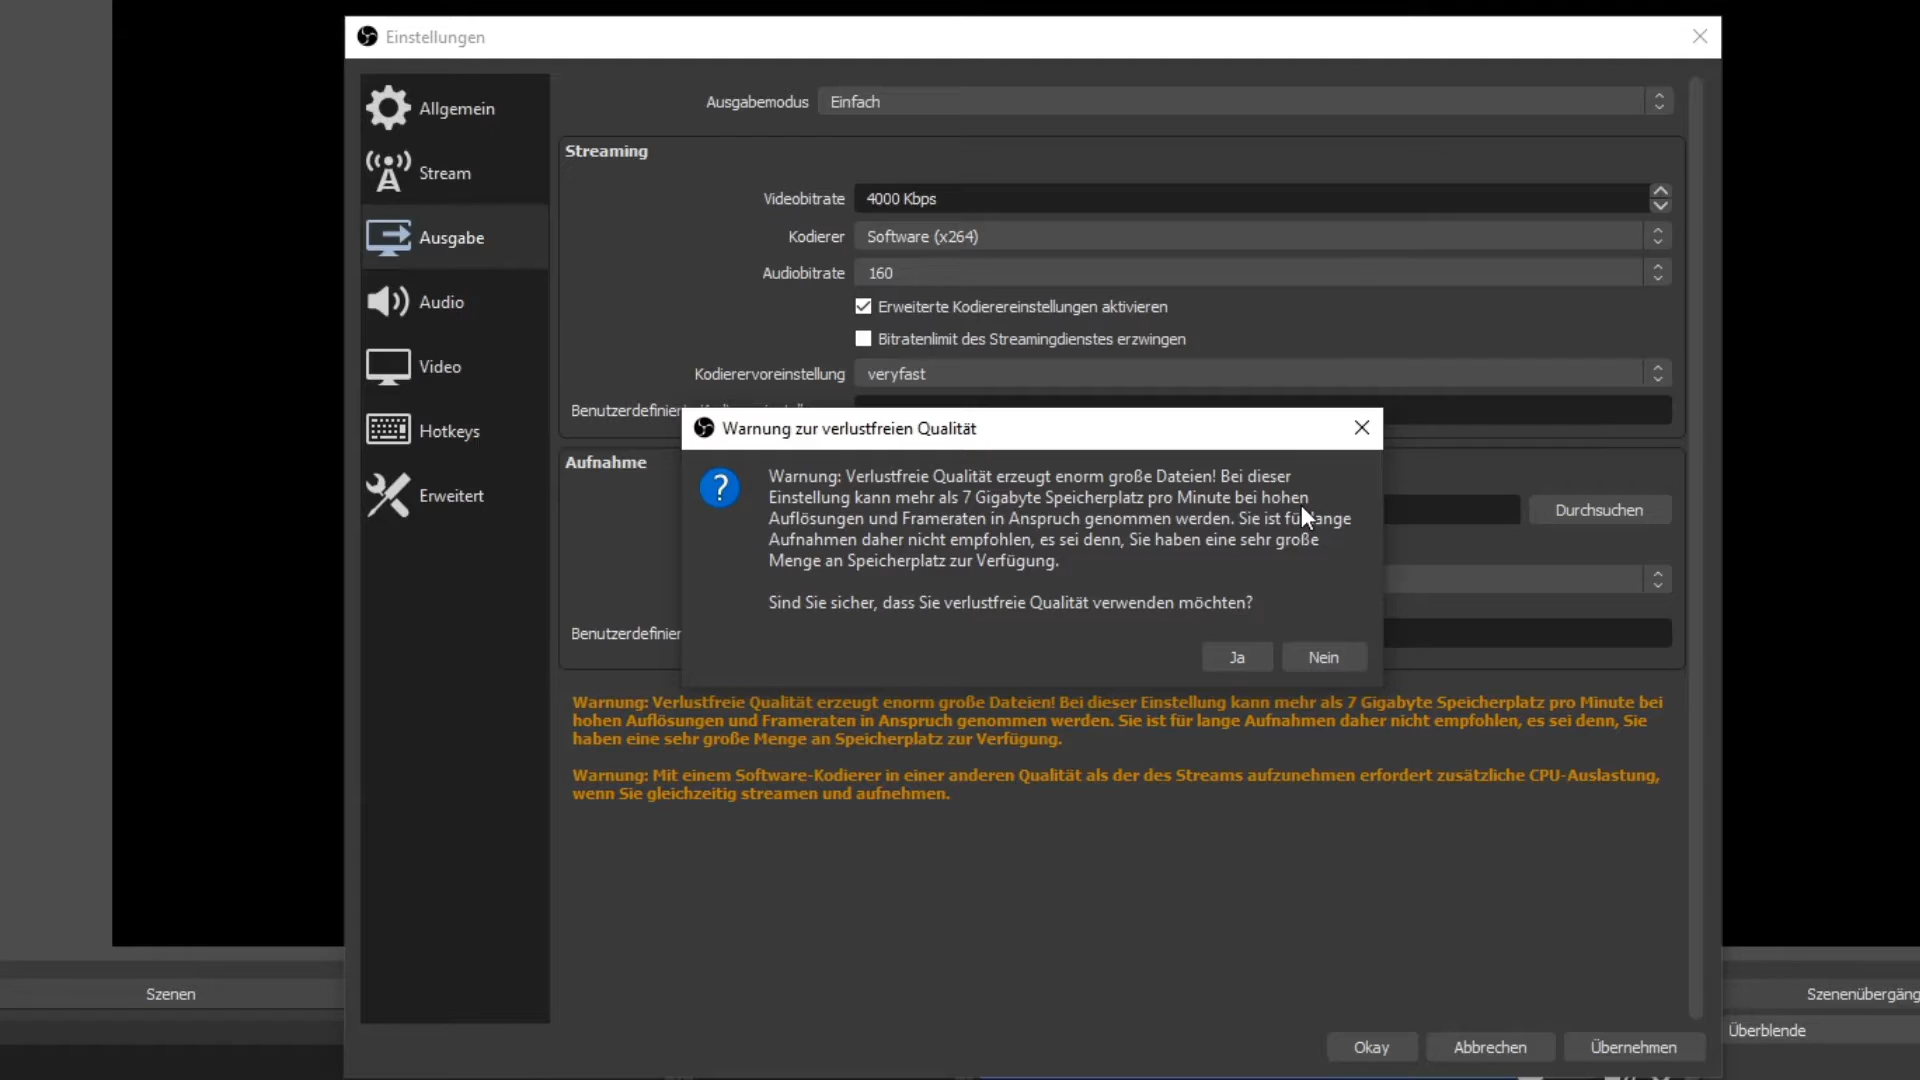 Einstellungen
Allgemein
Stream
Ausgabe
Audio
Video
Hotkeys
Erweitert
Ausgabemodus Einfach
Streaming
Videobitrate 4000 Kbps
Kodierer Software (x264)
Audiobitrate 160
Erweiterte Kodierereinstellungen aktivieren
Bitratenlimit des Streamingdienstes erzwingen
Kodierervoreinstellung veryfast
Aufnahme
Durchsuchen
Warnung zur verlustfreien Qualität
Warnung: Verlustfreie Qualität erzeugt enorm große Dateien! Bei dieser
Einstellung kann mehr als 7 Gigabyte Speicherplatz pro Minute bei hohen
Auflösungen und Frameraten in Anspruch genommen werden. Sie ist für lange
Aufnahmen daher nicht empfohlen, es sei denn, Sie haben eine sehr große
Menge an Speicherplatz zur Verfügung.
Sind Sie sicher, dass Sie verlustfreie Qualität verwenden möchten?
Ja
Nein
Warnung: Verlustfreie Qualität erzeugt enorm große Dateien! Bei dieser Einstellung kann mehr als 7 Gigabyte Speicherplatz pro Minute bei
hohen Auflösungen und Frameraten in Anspruch genommen werden. Sie ist für lange Aufnahmen daher nicht empfohlen, es sei denn, Sie
haben eine sehr große Menge an Speicherplatz zur Verfügung.
Warnung: Mit einem Software-Kodierer in einer anderen Qualität als der des Streams aufzunehmen erfordert zusätzliche CPU-Auslastung,
wenn Sie gleichzeitig streamen und aufnehmen.
Okay
Abbrechen
Übernehmen
Szenen
Szenenübergäng
Überblende